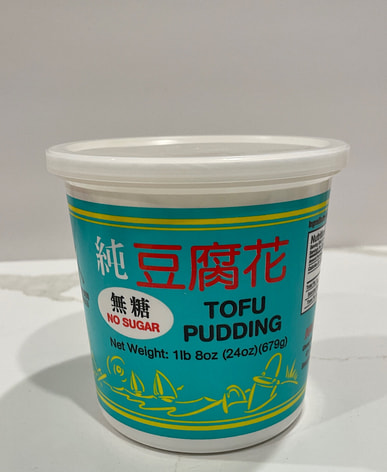 純豆腐花
無糖
NO SUGAR
TOFU
PUDDING
Net Weight: 1lb 8oz (24oz)(679g)